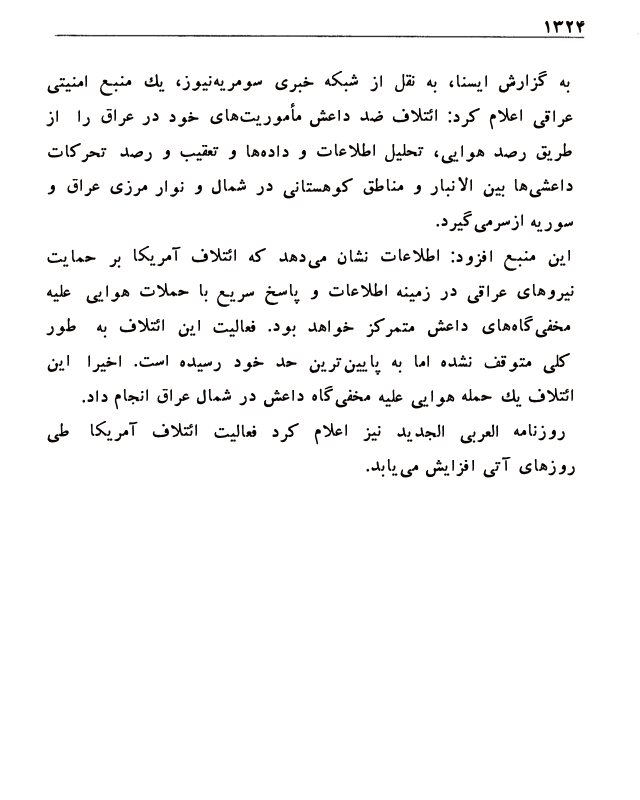 ۱۳۲۴
به گزارش ایسنا، به نقل از شبکه خبری سومریه‌نیوز، یك منبع امنیتی
عراقی اعلام کرد: ائتلاف ضد داعش مأموریت‌های خود در عراق را از
طریق رصد هوایی، تحلیل اطلاعات و داده‌ها و تعقیب و رصد تحرکات
داعشی‌ها بین الانبار و مناطق کوهستانی در شمال و نوار مرزی عراق و
سوریه ازسرمی‌گیرد.
این منبع افزود: اطلاعات نشان می‌دهد که ائتلاف آمریکا بر حمایت
نیروهای عراقی در زمینه اطلاعات و پاسخ سریع با حملات هوایی علیه
مخفی‌گاه‌های داعش متمرکز خواهد بود. فعالیت این ائتلاف به طور
کلی متوقف نشده اما به پایین‌ترین حد خود رسیده است. اخیرا این
ائتلاف یك حمله هوایی علیه مخفی‌گاه داعش در شمال عراق انجام داد.
روزنامه العربی الجدید نیز اعلام کرد فعالیت ائتلاف آمریکا طی
روزهای آتی افزایش می‌یابد.